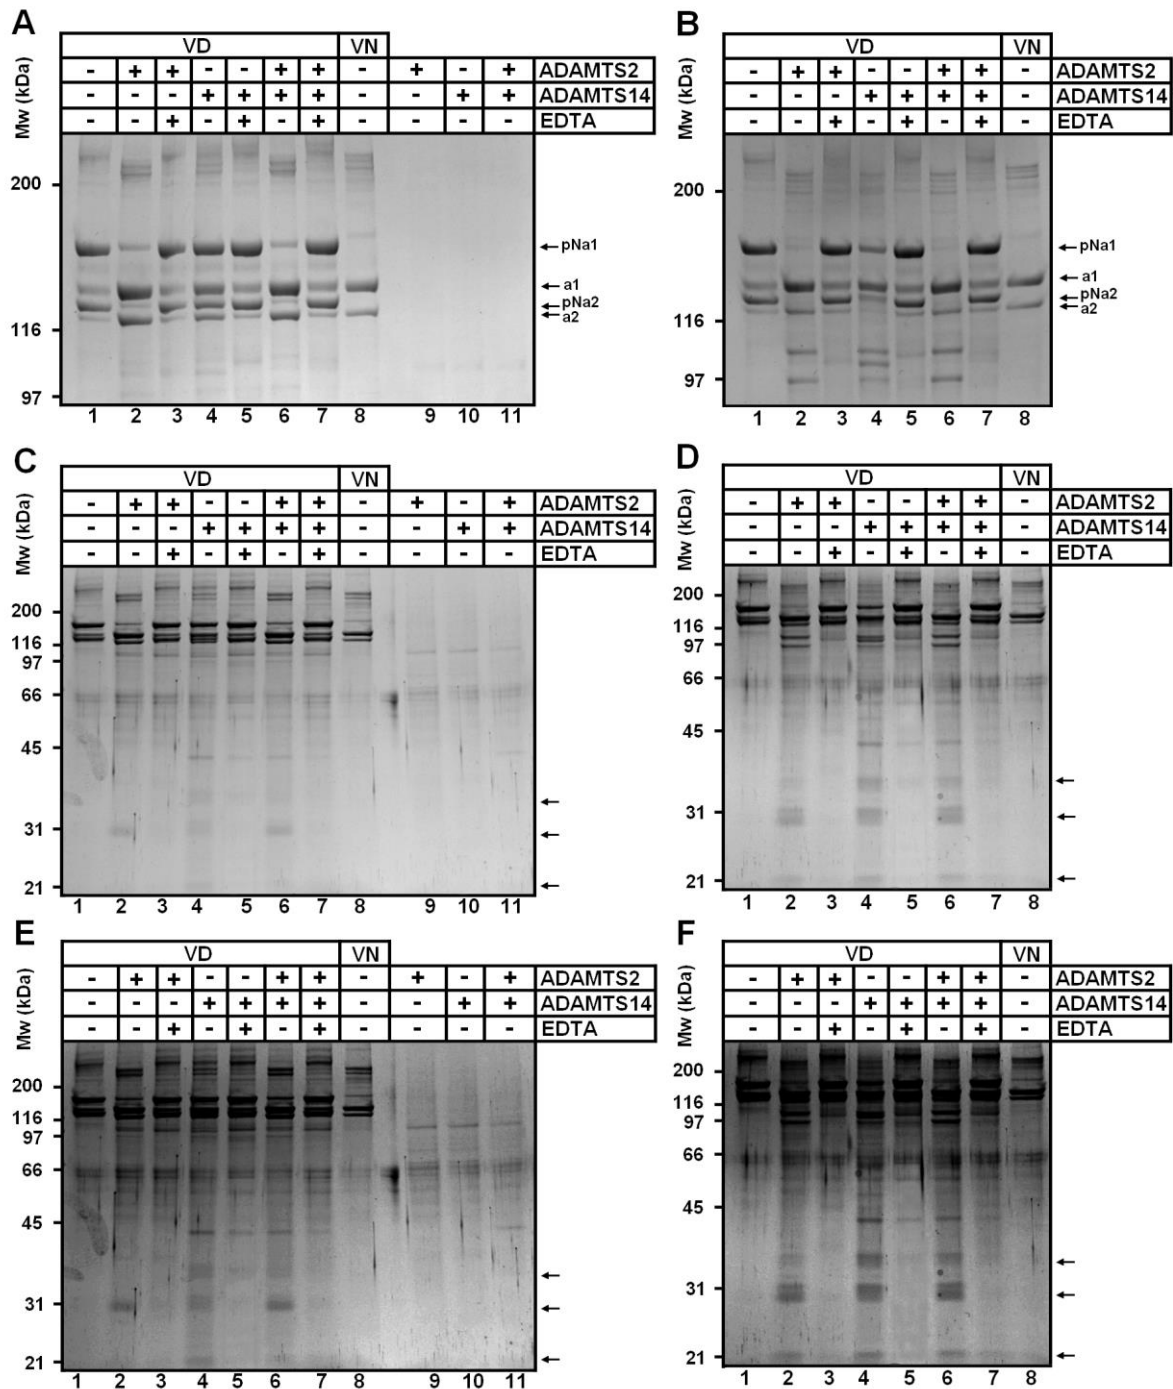 A
VD VN
- + + - - + + - + - + ADAMTS2
- - - + + + + - - + + ADAMTS14
- - + - + - + - - - - EDTA
Mw (kDa)
200
116
97
pNa1
a1
pNa2
a2
1 2 3 4 5 6 7 8 9 10 11
B
VD VN
- + + - - + + - ADAMTS2
- - - + + + + - ADAMTS14
- - + - + - + - EDTA
Mw (kDa)
200
116
97
pNa1
a1
pNa2
a2
1 2 3 4 5 6 7 8
C
VD VN
- + + - - + + - + - + ADAMTS2
- - - + + + + - - + + ADAMTS14
- - + - + - + - - - - EDTA
Mw (kDa)
200
116
97
66
45
31
21
1 2 3 4 5 6 7 8 9 10 11
D
VD VN
- + + - - + + - ADAMTS2
- - - + + + + - ADAMTS14
- - + - + - + - EDTA
Mw (kDa)
200
116
97
66
45
31
21
1 2 3 4 5 6 7 8
E
VD VN
- + + - - + + - + - + ADAMTS2
- - - + + + + - - + + ADAMTS14
- - + - + - + - - - - EDTA
Mw (kDa)
200
116
97
66
45
31
21
1 2 3 4 5 6 7 8 9 10 11
F
VD VN
- + + - - + + - ADAMTS2
- - - + + + + - ADAMTS14
- - + - + - + - EDTA
Mw (kDa)
200
116
97
66
45
31
21
1 2 3 4 5 6 7 8